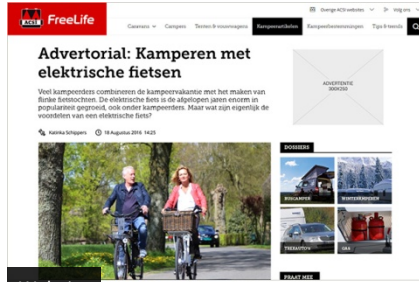 ACSI FreeLife
Overige ACSI websites
Volg ons
Caravans
Campers
Tenten & vouwwagens
Kampeerartikelen
Kampeerbestemmingen
Tips & trends
Advertorial: Kamperen met
elektrische fietsen
Veel kampeerders combineren de kampeervakantie met het maken van
flinke fietstochten. De elektrische fiets is de afgelopen jaren enorm in
populariteit gegroeid, ook onder kampeerders. Maar wat zijn eigenlijk de
voordelen van een elektrische fiets?
Katinka Schippers
18 Augustus 2016 14:25
ADVERTENTIE
300X250
DOSSIERS
BUSCAMPER
WINTERKAMPEREN
TREKAUTO'S
GAS
PRAAT MEE